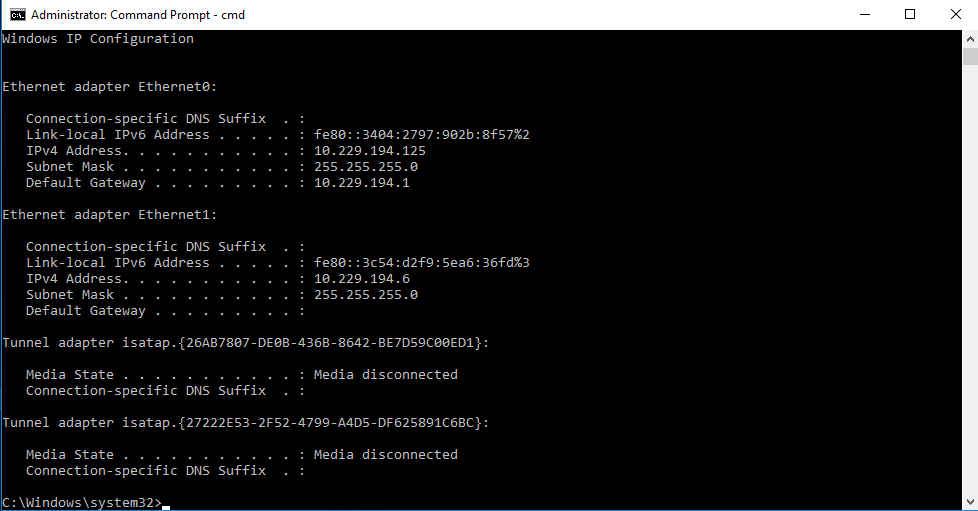 Administrator: Command Prompt - cmd
Windows IP Configuration
Ethernet adapter Ethernet0:
Connection-specific DNS Suffix  . :
Link-local IPv6 Address . . . . . : fe80::3404:2797:902b:8f57%2
IPv4 Address. . . . . . . . . . . : 10.229.194.125
Subnet Mask . . . . . . . . . . . : 255.255.255.0
Default Gateway . . . . . . . . . : 10.229.194.1
Ethernet adapter Ethernet1:
Connection-specific DNS Suffix  . :
Link-local IPv6 Address . . . . . : fe80::3c54:d2f9:5ea6:36fd%3
IPv4 Address. . . . . . . . . . . : 10.229.194.6
Subnet Mask . . . . . . . . . . . : 255.255.255.0
Default Gateway . . . . . . . . . :
Tunnel adapter isatap.{26AB7807-DE0B-436B-8642-BE7D59C00ED1}:
Media State . . . . . . . . . . . : Media disconnected
Connection-specific DNS Suffix  . :
Tunnel adapter isatap.{27222E53-2F52-4799-A4D5-DF625891C6BC}:
Media State . . . . . . . . . . . : Media disconnected
Connection-specific DNS Suffix  . :
C:\Windows\system32>